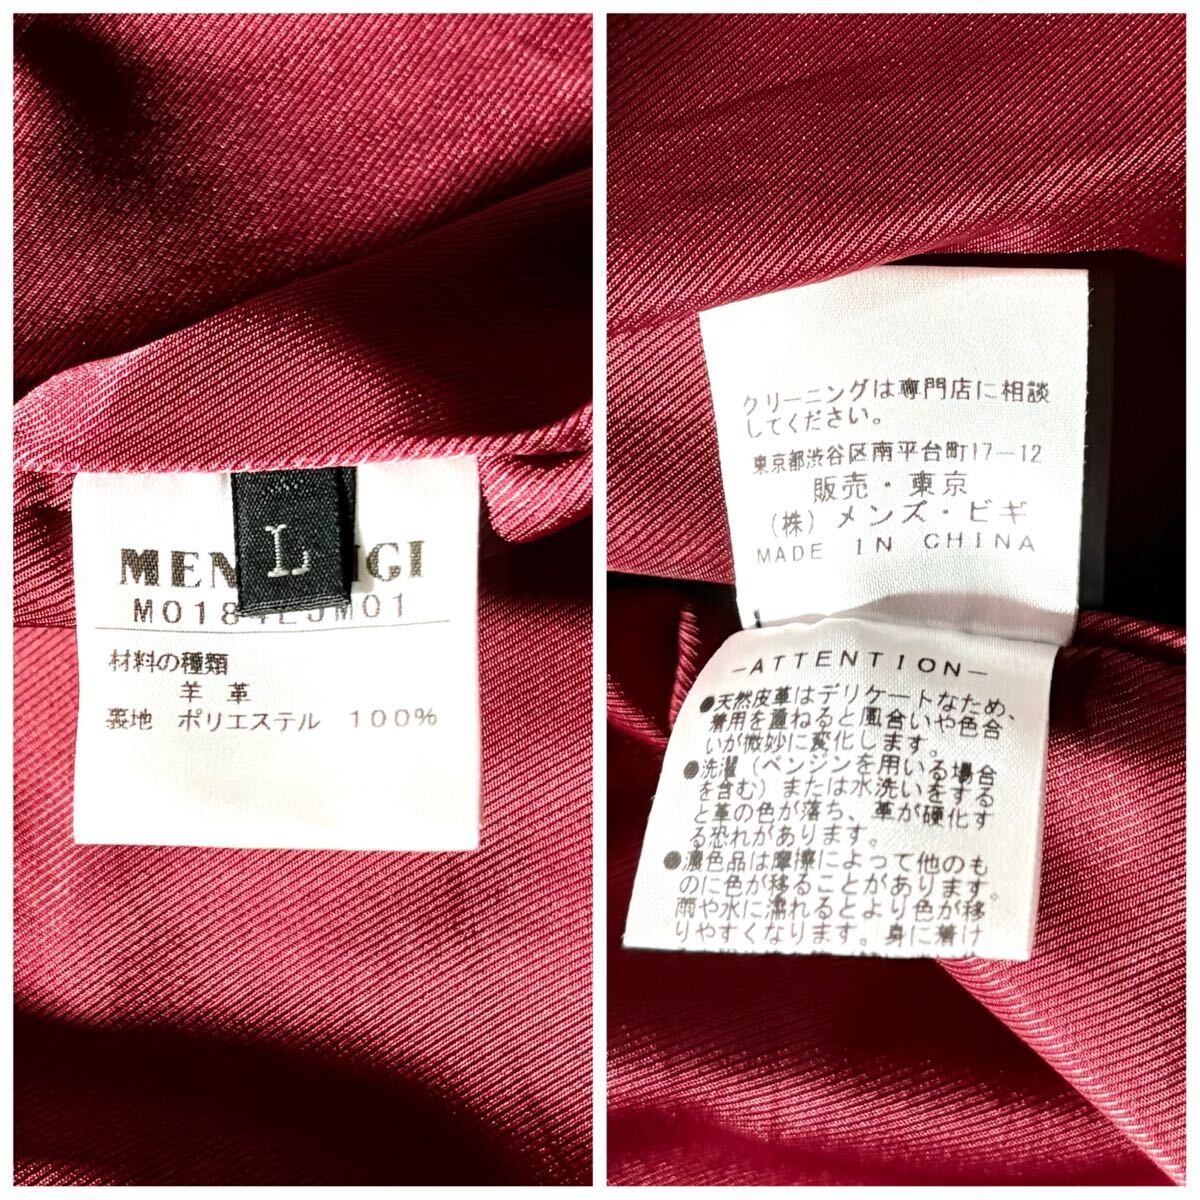 L
M0184LJM01
材料の種類
羊 革
裏地 ポリエステル 100%
クリーニングは専門店に相談
してください。
東京都渋谷区南平台町17—12
販売・東京
(株) メンズ・ビギ
MADE IN CHINA
—ATTENTION—
●天然皮革はデリケートなため、
着用を重ねると風合いや色合
いが微妙に変化します。
●洗濯(ベンジンを用いる場合
を含む)または水洗いをする
と革の色が落ち、革が硬化す
る恐れがあります。
●濃色品は摩擦によって他のも
のに色が移ることがあります。
雨や水に濡れるとより色が移
りやすくなります。身に着け